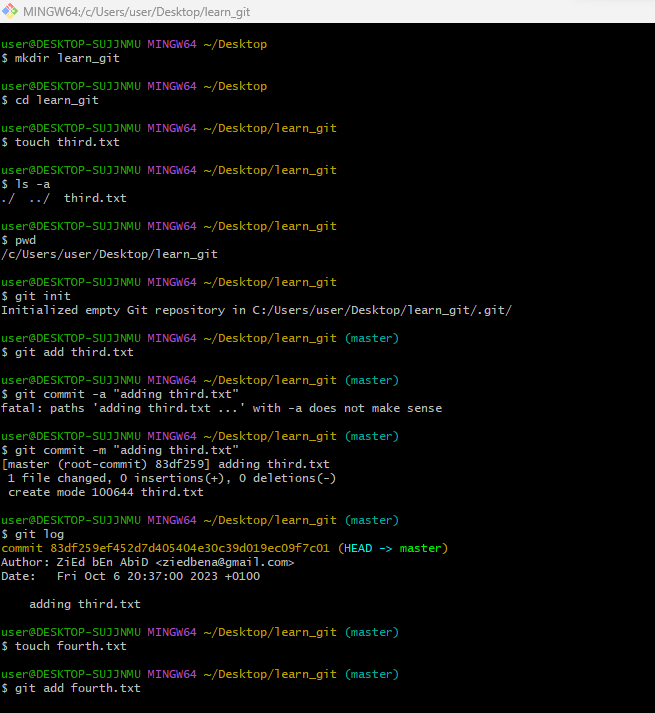 MINGW64:/c/Users/user/Desktop/learn_git
user@DESKTOP-SUJJNMU MINGW64 ~/Desktop
$ mkdir learn_git
user@DESKTOP-SUJJNMU MINGW64 ~/Desktop
$ cd learn_git
user@DESKTOP-SUJJNMU MINGW64 ~/Desktop/learn_git
$ touch third.txt
user@DESKTOP-SUJJNMU MINGW64 ~/Desktop/learn_git
$ ls -a
./  ../  third.txt
user@DESKTOP-SUJJNMU MINGW64 ~/Desktop/learn_git
$ pwd
/c/Users/user/Desktop/learn_git
user@DESKTOP-SUJJNMU MINGW64 ~/Desktop/learn_git
$ git init
Initialized empty Git repository in C:/Users/user/Desktop/learn_git/.git/
user@DESKTOP-SUJJNMU MINGW64 ~/Desktop/learn_git (master)
$ git add third.txt
user@DESKTOP-SUJJNMU MINGW64 ~/Desktop/learn_git (master)
$ git commit -a "adding third.txt"
fatal: paths 'adding third.txt ...' with -a does not make sense
user@DESKTOP-SUJJNMU MINGW64 ~/Desktop/learn_git (master)
$ git commit -m "adding third.txt"
[master (root-commit) 83df259] adding third.txt
 1 file changed, 0 insertions(+), 0 deletions(-)
 create mode 100644 third.txt
user@DESKTOP-SUJJNMU MINGW64 ~/Desktop/learn_git (master)
$ git log
commit 83df259ef452d7d405404e30c39d019ec09f7c01 (HEAD -> master)
Author: ZiEd bEn AbiD <ziedbena@gmail.com>
Date:   Fri Oct 6 20:37:00 2023 +0100
    adding third.txt
user@DESKTOP-SUJJNMU MINGW64 ~/Desktop/learn_git (master)
$ touch fourth.txt
user@DESKTOP-SUJJNMU MINGW64 ~/Desktop/learn_git (master)
$ git add fourth.txt